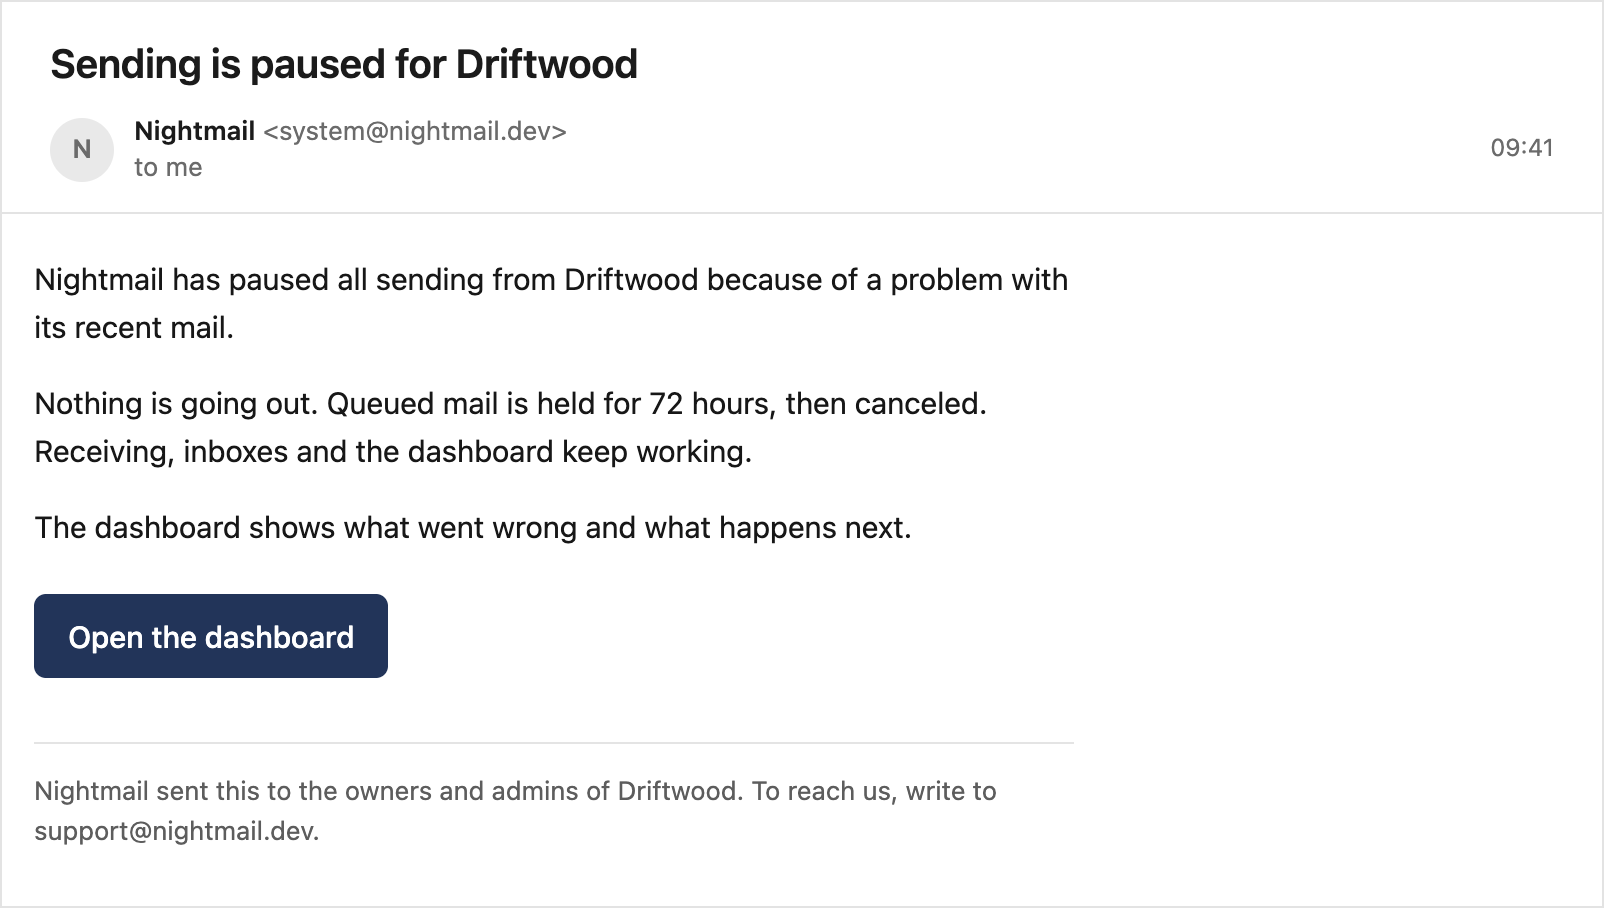 Sending is paused for Driftwood
N
Nightmail <system@nightmail.dev>
to me
09:41
Nightmail has paused all sending from Driftwood because of a problem with
its recent mail.
Nothing is going out. Queued mail is held for 72 hours, then canceled.
Receiving, inboxes and the dashboard keep working.
The dashboard shows what went wrong and what happens next.
Open the dashboard
Nightmail sent this to the owners and admins of Driftwood. To reach us, write to
support@nightmail.dev.